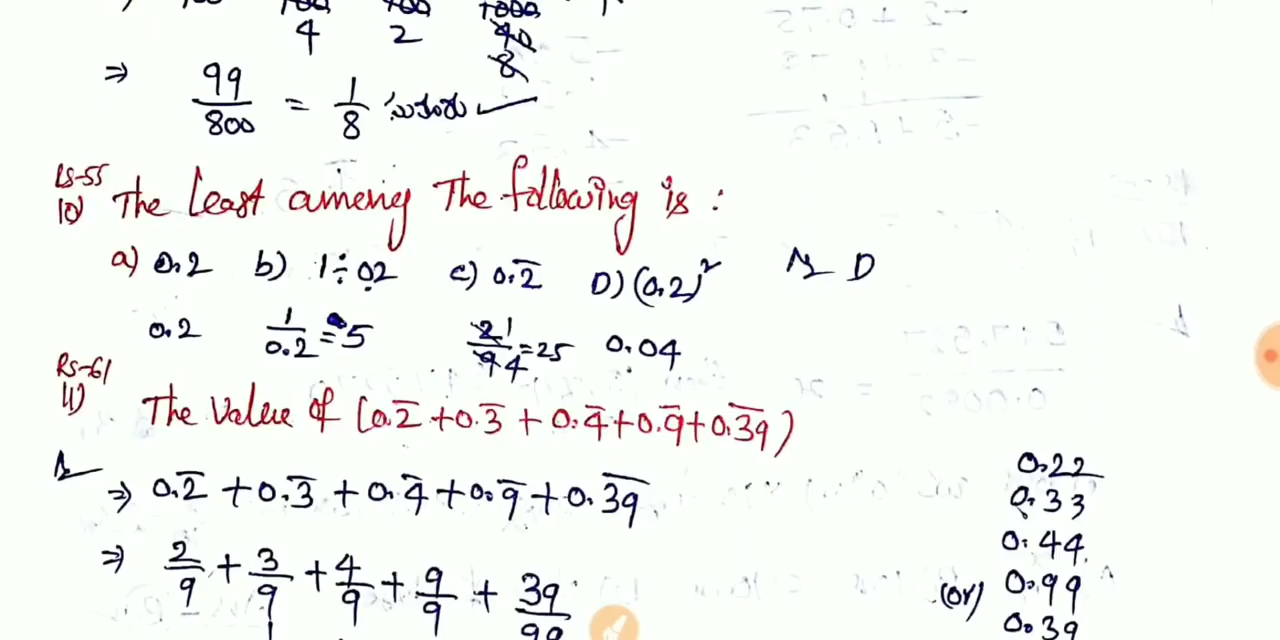 4 2 40
8
⇒ 99/800 = 1/8
LS-55
10) The Least among The following is :
a) 0.2 b) 1÷0.2 c) 0.2̅ D) (0.2)² D
0.2 1/0.2 = 5 21/94 = 25 0.04
RS-61
11) The Value of (0.2̅ + 0.3̅ + 0.4̅ + 0.9̅ + 0.3̅9̅)
⇒ 0.2̅ + 0.3̅ + 0.4̅ + 0.9̅ + 0.3̅9̅
⇒ 2/9 + 3/9 + 4/9 + 9/9 + 39/99
0.22
0.33
0.44
(or) 0.99
0.39